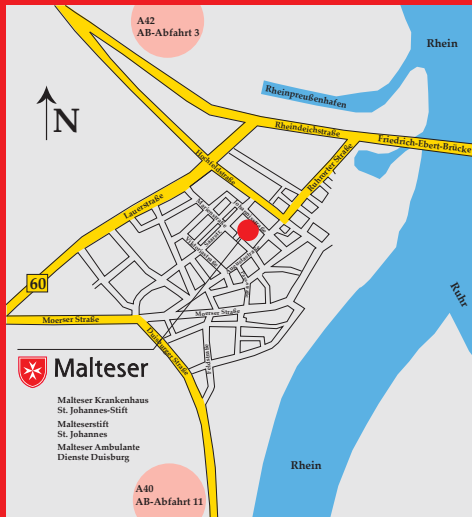 A42
AB-Abfahrt 3
Rhein
Rheinpreußenhafen
N
Rheindeichstraße
Friedrich-Ebert-Brücke
Hochfeldstraße
Ruhrorter Straße
Lauerstraße
60
Ruhr
Moerser Straße
Moerser Straße
Duisburger Straße
Malteser
Malteser Krankenhaus
St. Johannes-Stift
Malteserstift
St. Johannes
Malteser Ambulante
Dienste Duisburg
Rhein
A40
AB-Abfahrt 11